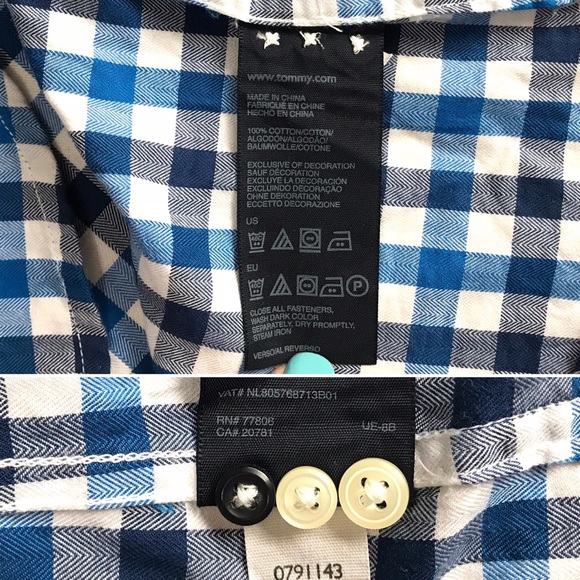 www.tommy.com
MADE IN CHINA
FABRIQUÉ EN CHINE
HECHO EN CHINA
100% COTTON/COTON/
ALGODÓN/ALGODÃO/
BAUMWOLLE/COTONE
EXCLUSIVE OF DECORATION
SAUF DÉCORATION
EXCLUYE LA DECORACIÓN
EXCLUINDO DECORAÇÃO
OHNE DEKORATION
ECCETTO DECORAZIONE
US
EU
P
CLOSE ALL FASTENERS,
WASH DARK COLOR
SEPARATELY, DRY PROMPTLY,
STEAM IRON
VERSO/AL REVERSO
VAT# NL805768713B01
RN# 77806
CA# 20781
UE-8B
0791143